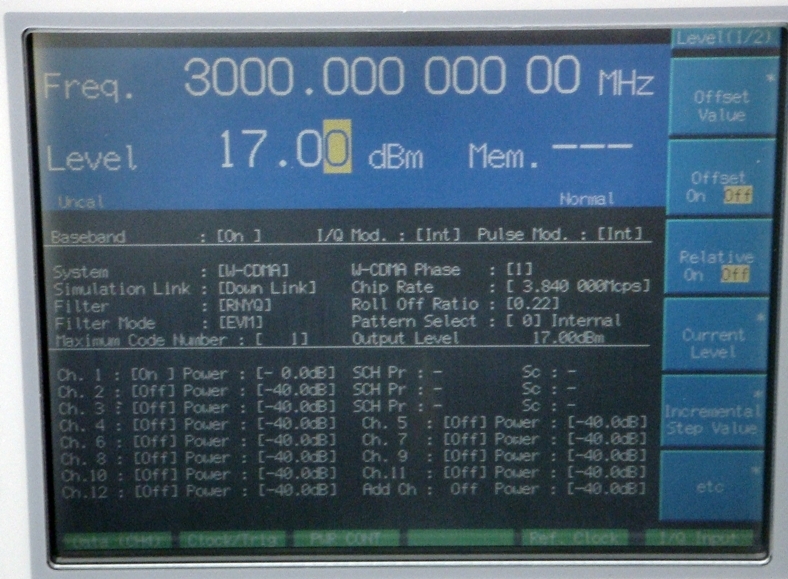 Level(1/2)
Freq. 3000.000 000 00 MHz
Offset Value
Level 17.00 dBm Mem.---
Offset
On Off
Uncal Normal
Baseband : [On ] I/Q Mod. : [Int] Pulse Mod. : [Int]
Relative
On Off
System : [W-CDMA] W-CDMA Phase : [1]
Simulation Link : [Down Link] Chip Rate : [ 3.840 000Mcps]
Filter : [RNYQ] Roll Off Ratio : [0.22]
Filter Mode : [EVM] Pattern Select : [ 0] Internal
Maximum Code Number : [ 1] Output Level 17.00dBm
Current Level
Ch. 1 : [On ] Power : [- 0.0dB] SCH Pr : - Sc : -
Ch. 2 : [Off] Power : [-40.0dB] SCH Pr : - Sc : -
Ch. 3 : [Off] Power : [-40.0dB] SCH Pr : - Sc : -
Incremental Step Value
Ch. 4 : [Off] Power : [-40.0dB] Ch. 5 : [Off] Power : [-40.0dB]
Ch. 6 : [Off] Power : [-40.0dB] Ch. 7 : [Off] Power : [-40.0dB]
Ch. 8 : [Off] Power : [-40.0dB] Ch. 9 : [Off] Power : [-40.0dB]
Ch.10 : [Off] Power : [-40.0dB] Ch.11 : [Off] Power : [-40.0dB]
Ch.12 : [Off] Power : [-40.0dB] Add Ch : Off Power : [-40.0dB]
etc
Data (CH1) Clock/Trig PWR CONT Ref. Clock I/Q Input